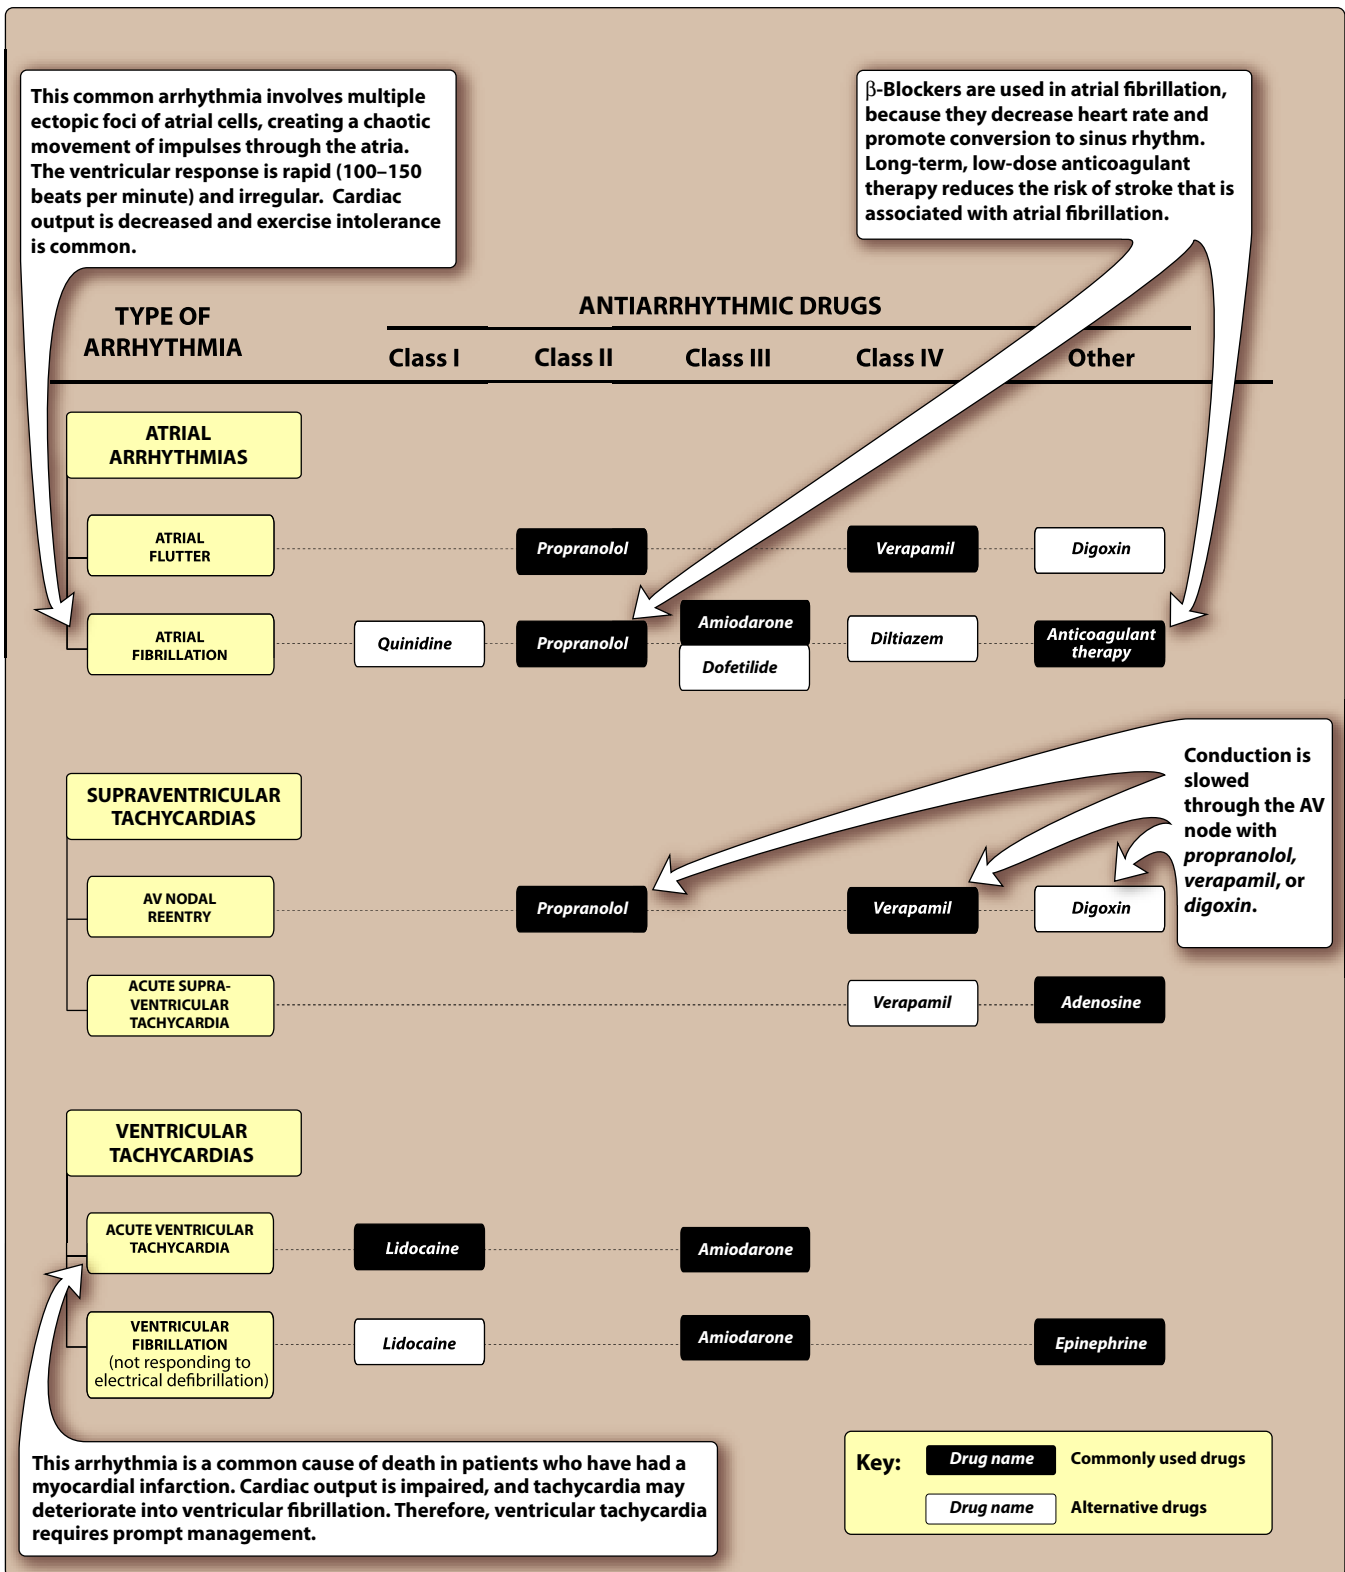 This common arrhythmia involves multiple
ectopic foci of atrial cells, creating a chaotic
movement of impulses through the atria.
The ventricular response is rapid (100–150
beats per minute) and irregular. Cardiac
output is decreased and exercise intolerance
is common.
β-Blockers are used in atrial fibrillation,
because they decrease heart rate and
promote conversion to sinus rhythm.
Long-term, low-dose anticoagulant
therapy reduces the risk of stroke that is
associated with atrial fibrillation.
TYPE OF
ARRHYTHMIA
ANTIARRHYTHMIC DRUGS
Class I Class II Class III Class IV Other
ATRIAL
ARRHYTHMIAS
ATRIAL
FLUTTER
Propranolol
Verapamil
Digoxin
ATRIAL
FIBRILLATION
Quinidine
Propranolol
Amiodarone
Dofetilide
Diltiazem
Anticoagulant
therapy
Conduction is
slowed
through the AV
node with
propranolol,
verapamil, or
digoxin.
SUPRAVENTRICULAR
TACHYCARDIAS
AV NODAL
REENTRY
Propranolol
Verapamil
Digoxin
ACUTE SUPRA-
VENTRICULAR
TACHYCARDIA
Verapamil
Adenosine
VENTRICULAR
TACHYCARDIAS
ACUTE VENTRICULAR
TACHYCARDIA
Lidocaine
Amiodarone
VENTRICULAR
FIBRILLATION
(not responding to
electrical defibrillation)
Lidocaine
Amiodarone
Epinephrine
This arrhythmia is a common cause of death in patients who have had a
myocardial infarction. Cardiac output is impaired, and tachycardia may
deteriorate into ventricular fibrillation. Therefore, ventricular tachycardia
requires prompt management.
Key:
Drug name Commonly used drugs
Drug name Alternative drugs